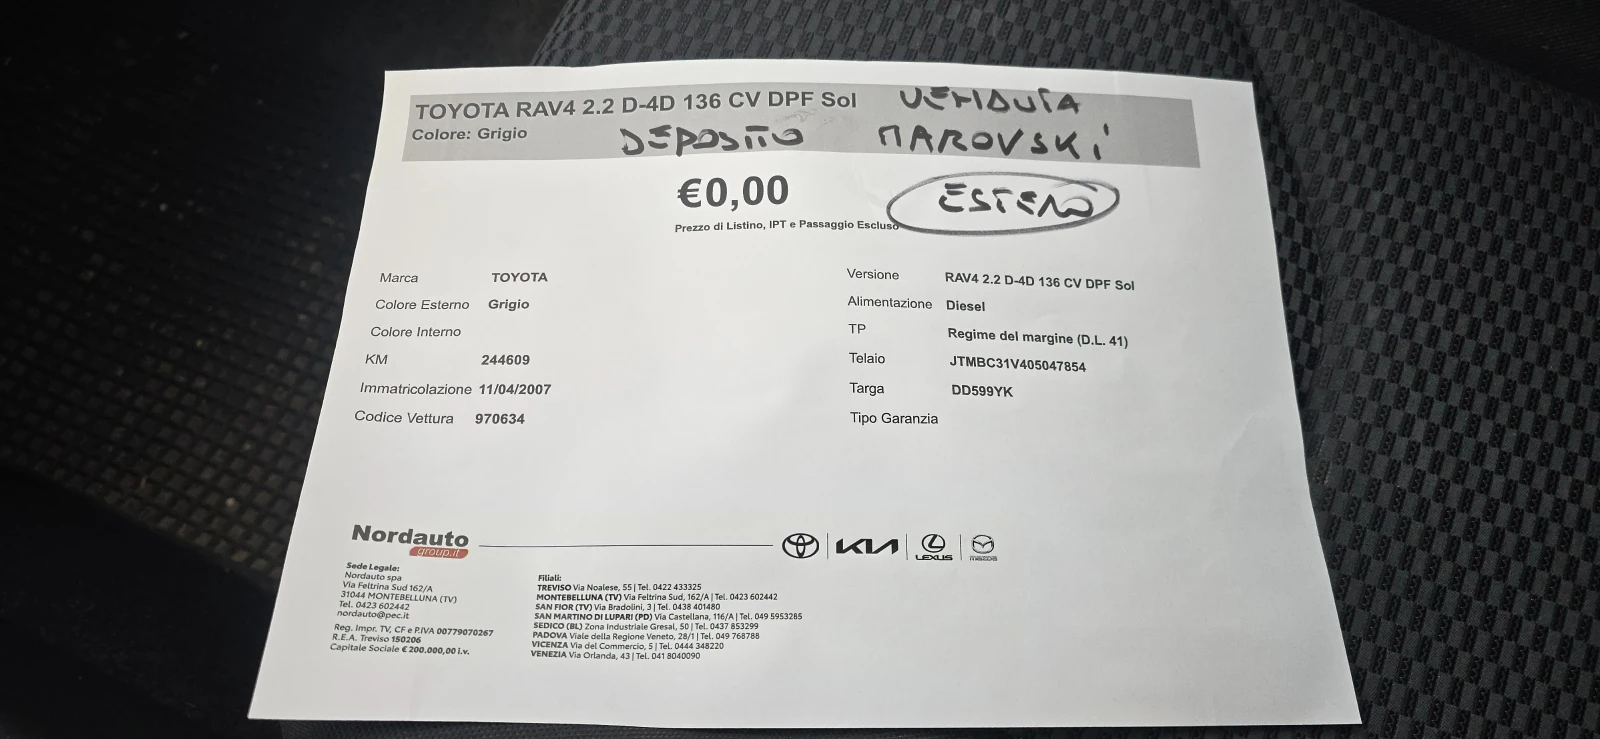 TOYOTA RAV4 2.2 D-4D 136 CV DPF Sol VENDUTA
Colore: Grigio DEPOSITO MAROVSKI
€0,00 ESTERO
Prezzo di Listino, IPT e Passaggio Escluso
Marca TOYOTA
Colore Esterno Grigio
Colore Interno
KM 244609
Immatricolazione 11/04/2007
Codice Vettura 970634
Versione RAV4 2.2 D-4D 136 CV DPF Sol
Alimentazione Diesel
TP Regime del margine (D.L. 41)
Telaio JTMBC31V405047854
Targa DD599YK
Tipo Garanzia
Nordauto
group.it
KIA LEXUS
Sede Legale:
Nordauto spa
Via Feltrina Sud 162/A
31044 MONTEBELLUNA (TV)
Tel. 0423 602442
nordauto@pec.it
Reg. Impr. TV, CF e P.IVA 00779070267
R.E.A. Treviso 150206
Capitale Sociale € 200.000,00 i.v.
Filiali:
TREVISO Via Noalese, 55 | Tel. 0422 433325
MONTEBELLUNA (TV) Via Feltrina Sud, 162/A | Tel. 0423 602442
SAN FIOR (TV) Via Bradolini, 3 | Tel. 0438 401480
SAN MARTINO DI LUPARI (PD) Via Castellana, 116/A | Tel. 049 5953285
SEDICO (BL) Zona Industriale Gresal, 50 | Tel. 0437 853299
PADOVA Viale della Regione Veneto, 28/1 | Tel. 049 768788
VICENZA Via del Commercio, 5 | Tel. 0444 348220
VENEZIA Via Orlanda, 43 | Tel. 041 8040090